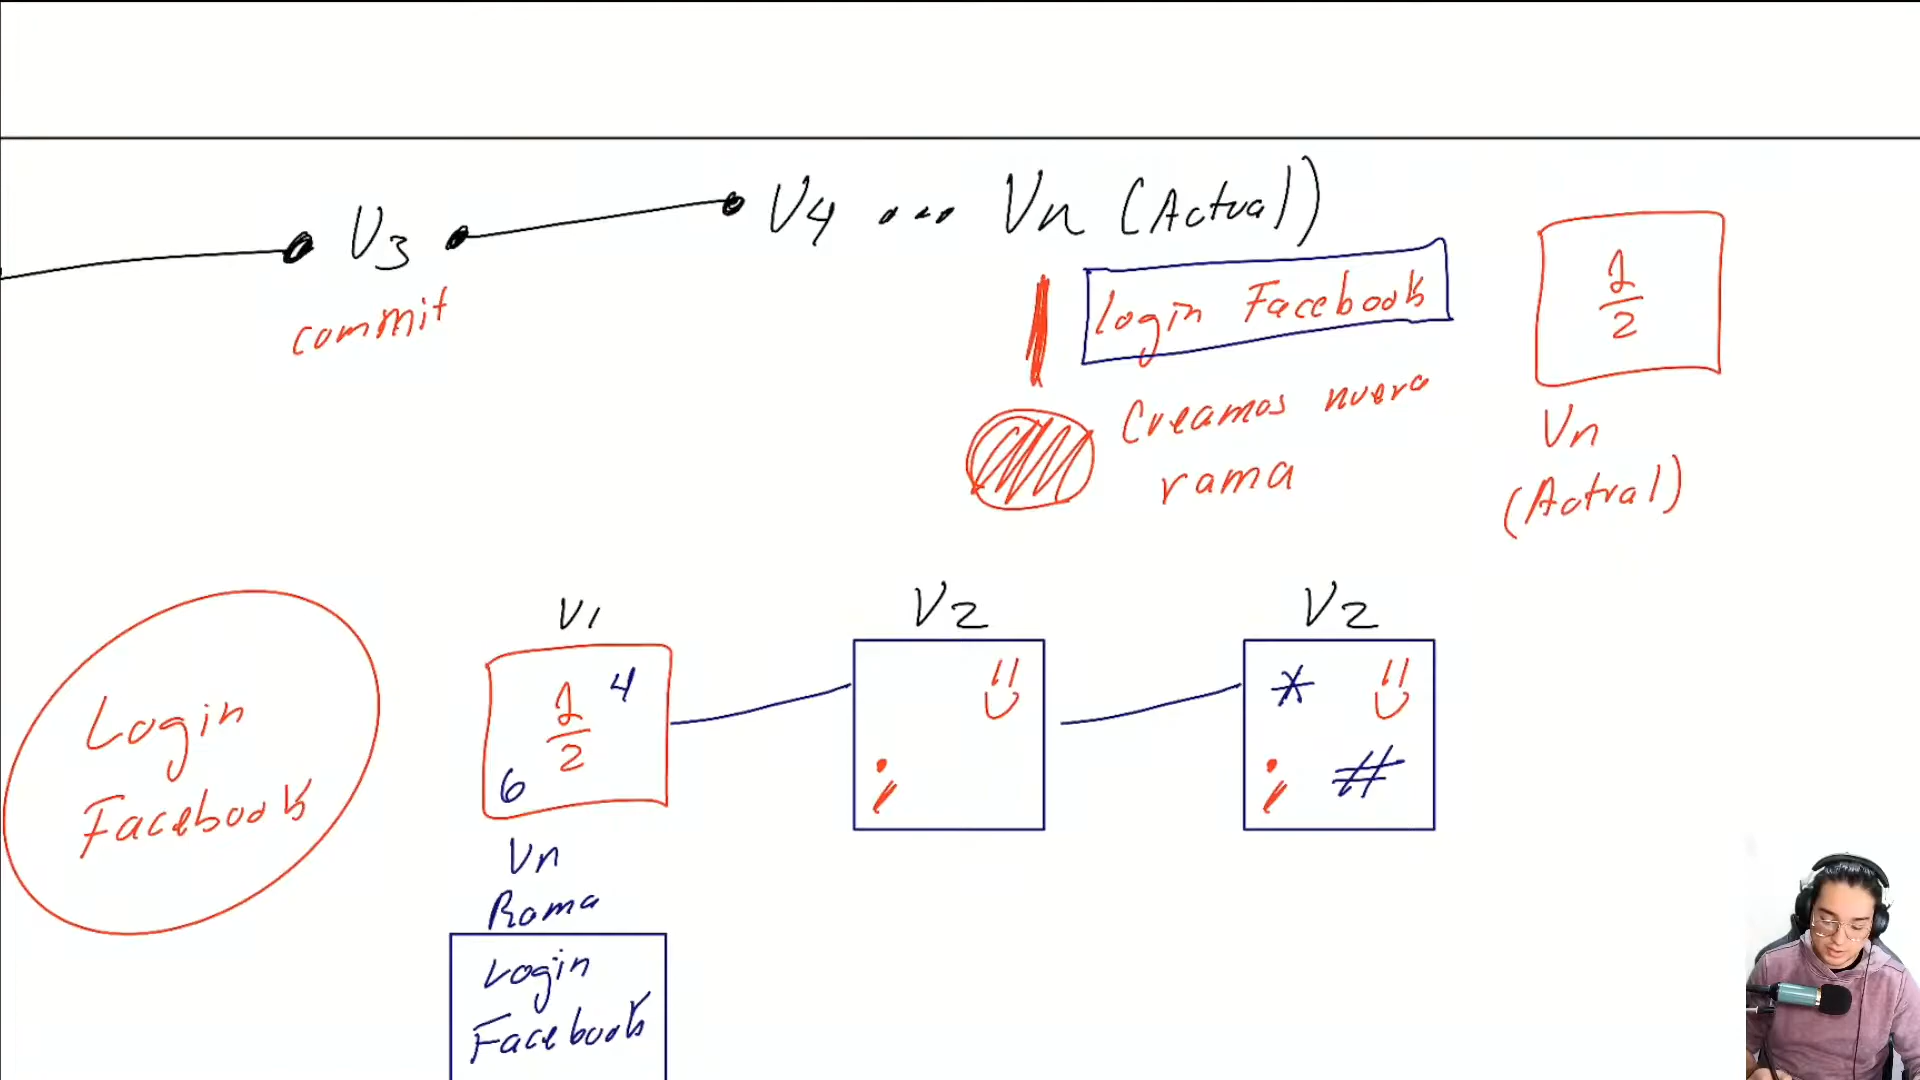 V3
V4 ... Vn (Actual)
commit
Login Facebook
Creamos nueva
rama
1
2
Vn
(Actual)
Login
Facebook
V1
4
1
2
6
Vn
Rama
Login
Facebook
V2
;
V2
*
; #